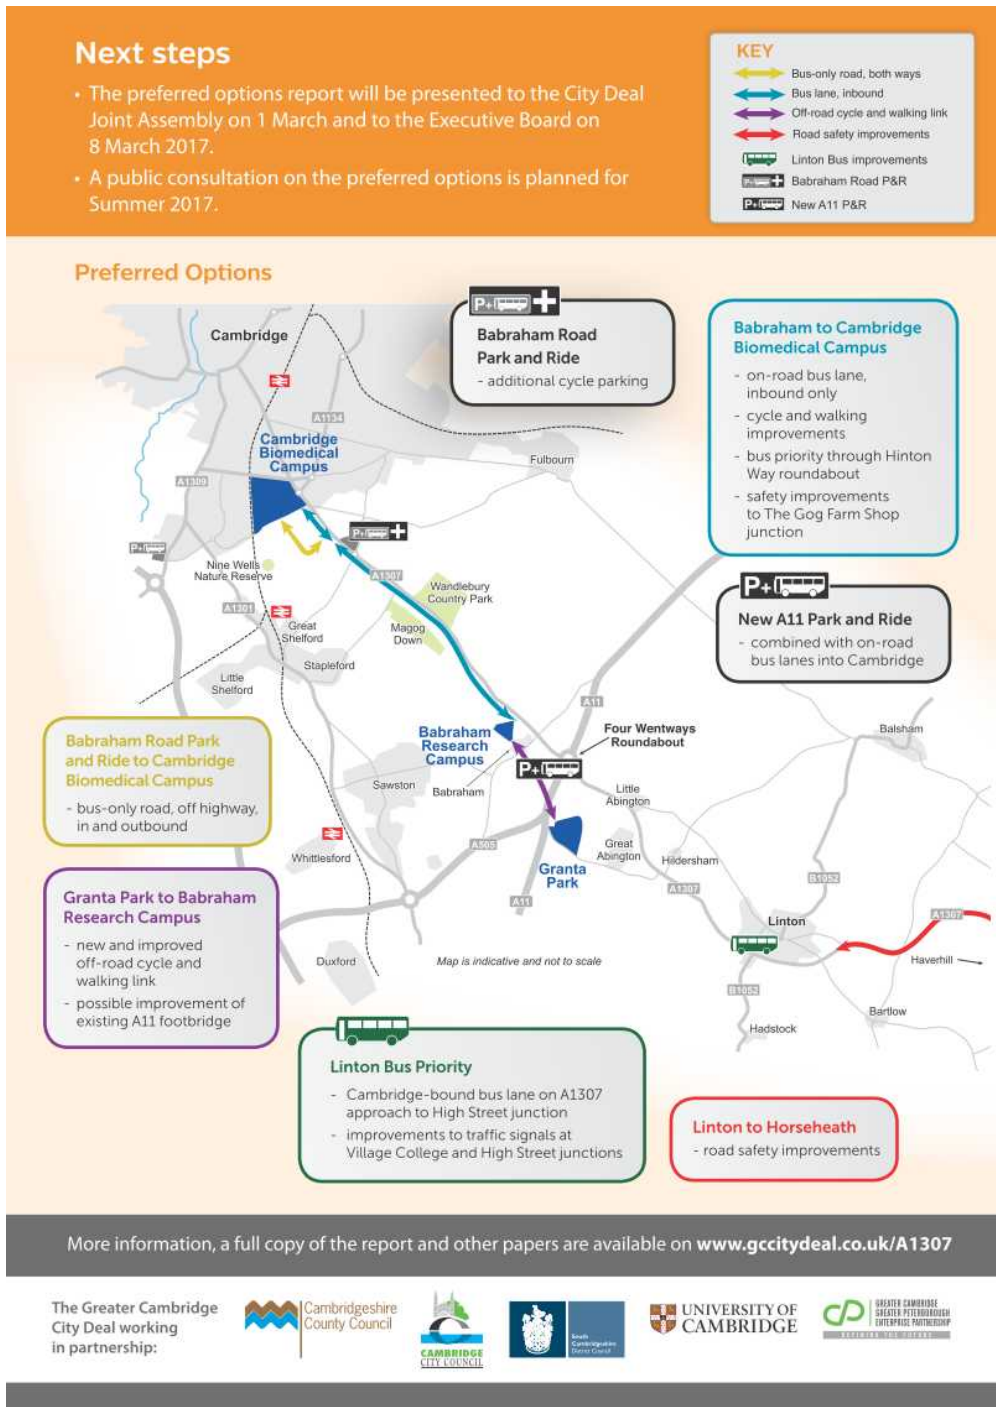 Next steps
• The preferred options report will be presented to the City Deal
Joint Assembly on 1 March and to the Executive Board on
8 March 2017.
• A public consultation on the preferred options is planned for
Summer 2017.
KEY
Bus-only road, both ways
Bus lane, inbound
Off-road cycle and walking link
Road safety improvements
Linton Bus improvements
Babraham Road P&R
New A11 P&R
Preferred Options
P+
Babraham Road
Park and Ride
- additional cycle parking
Babraham to Cambridge
Biomedical Campus
- on-road bus lane,
inbound only
- cycle and walking
improvements
- bus priority through Hinton
Way roundabout
- safety improvements
to The Gog Farm Shop
junction
P+
New A11 Park and Ride
- combined with on-road
bus lanes into Cambridge
Cambridge
A1134
Cambridge
Biomedical
Campus
Fulbourn
A1309
P+
P+
Nine Wells
Nature Reserve
A1307
Wandlebury
Country Park
A1301
Great
Shelford
Magog
Down
Stapleford
Little
Shelford
A11
Babraham
Research
Campus
Four Wentways
Roundabout
Balsham
P+
Sawston
Babraham
Little
Abington
A505
Great
Abington
Whittlesford
Hildersham
Granta
Park
A1307
B1052
A11
Linton
A1307
Duxford
Map is indicative and not to scale
Haverhill
B1052
Bartlow
Hadstock
Babraham Road Park
and Ride to Cambridge
Biomedical Campus
- bus-only road, off highway,
in and outbound
Granta Park to Babraham
Research Campus
- new and improved
off-road cycle and
walking link
- possible improvement of
existing A11 footbridge
Linton Bus Priority
- Cambridge-bound bus lane on A1307
approach to High Street junction
- improvements to traffic signals at
Village College and High Street junctions
Linton to Horseheath
- road safety improvements
More information, a full copy of the report and other papers are available on www.gccitydeal.co.uk/A1307
The Greater Cambridge
City Deal working
in partnership:
Cambridgeshire
County Council
CAMBRIDGE
CITY COUNCIL
South
Cambridgeshire
District Council
UNIVERSITY OF
CAMBRIDGE
GREATER CAMBRIDGE
GREATER PETERBOROUGH
ENTERPRISE PARTNERSHIP
DEFINING THE FUTURE